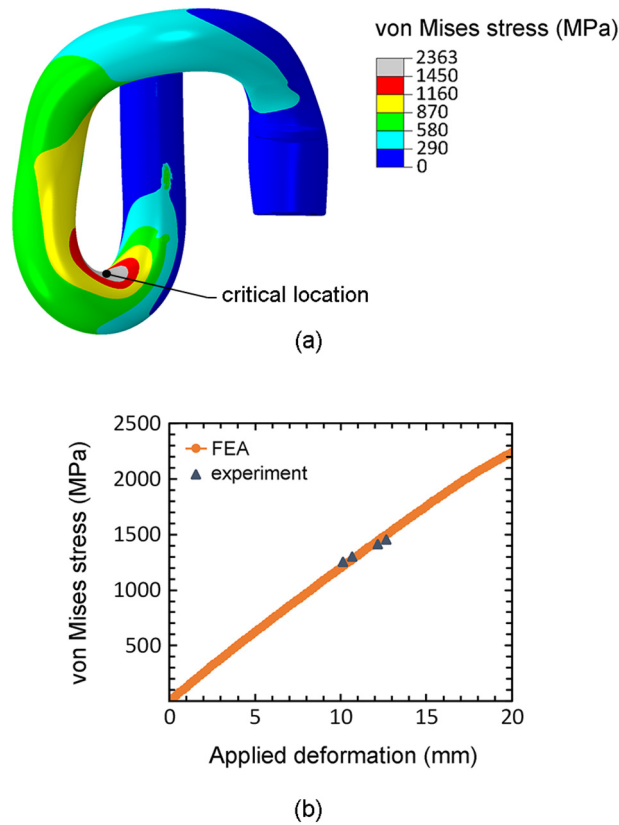 von Mises stress (MPa)
2363
1450
1160
870
580
290
0
critical location
(a)
von Mises stress (MPa)
2500
2000
1500
1000
500
FEA
experiment
0
5
10
15
20
Applied deformation (mm)
(b)